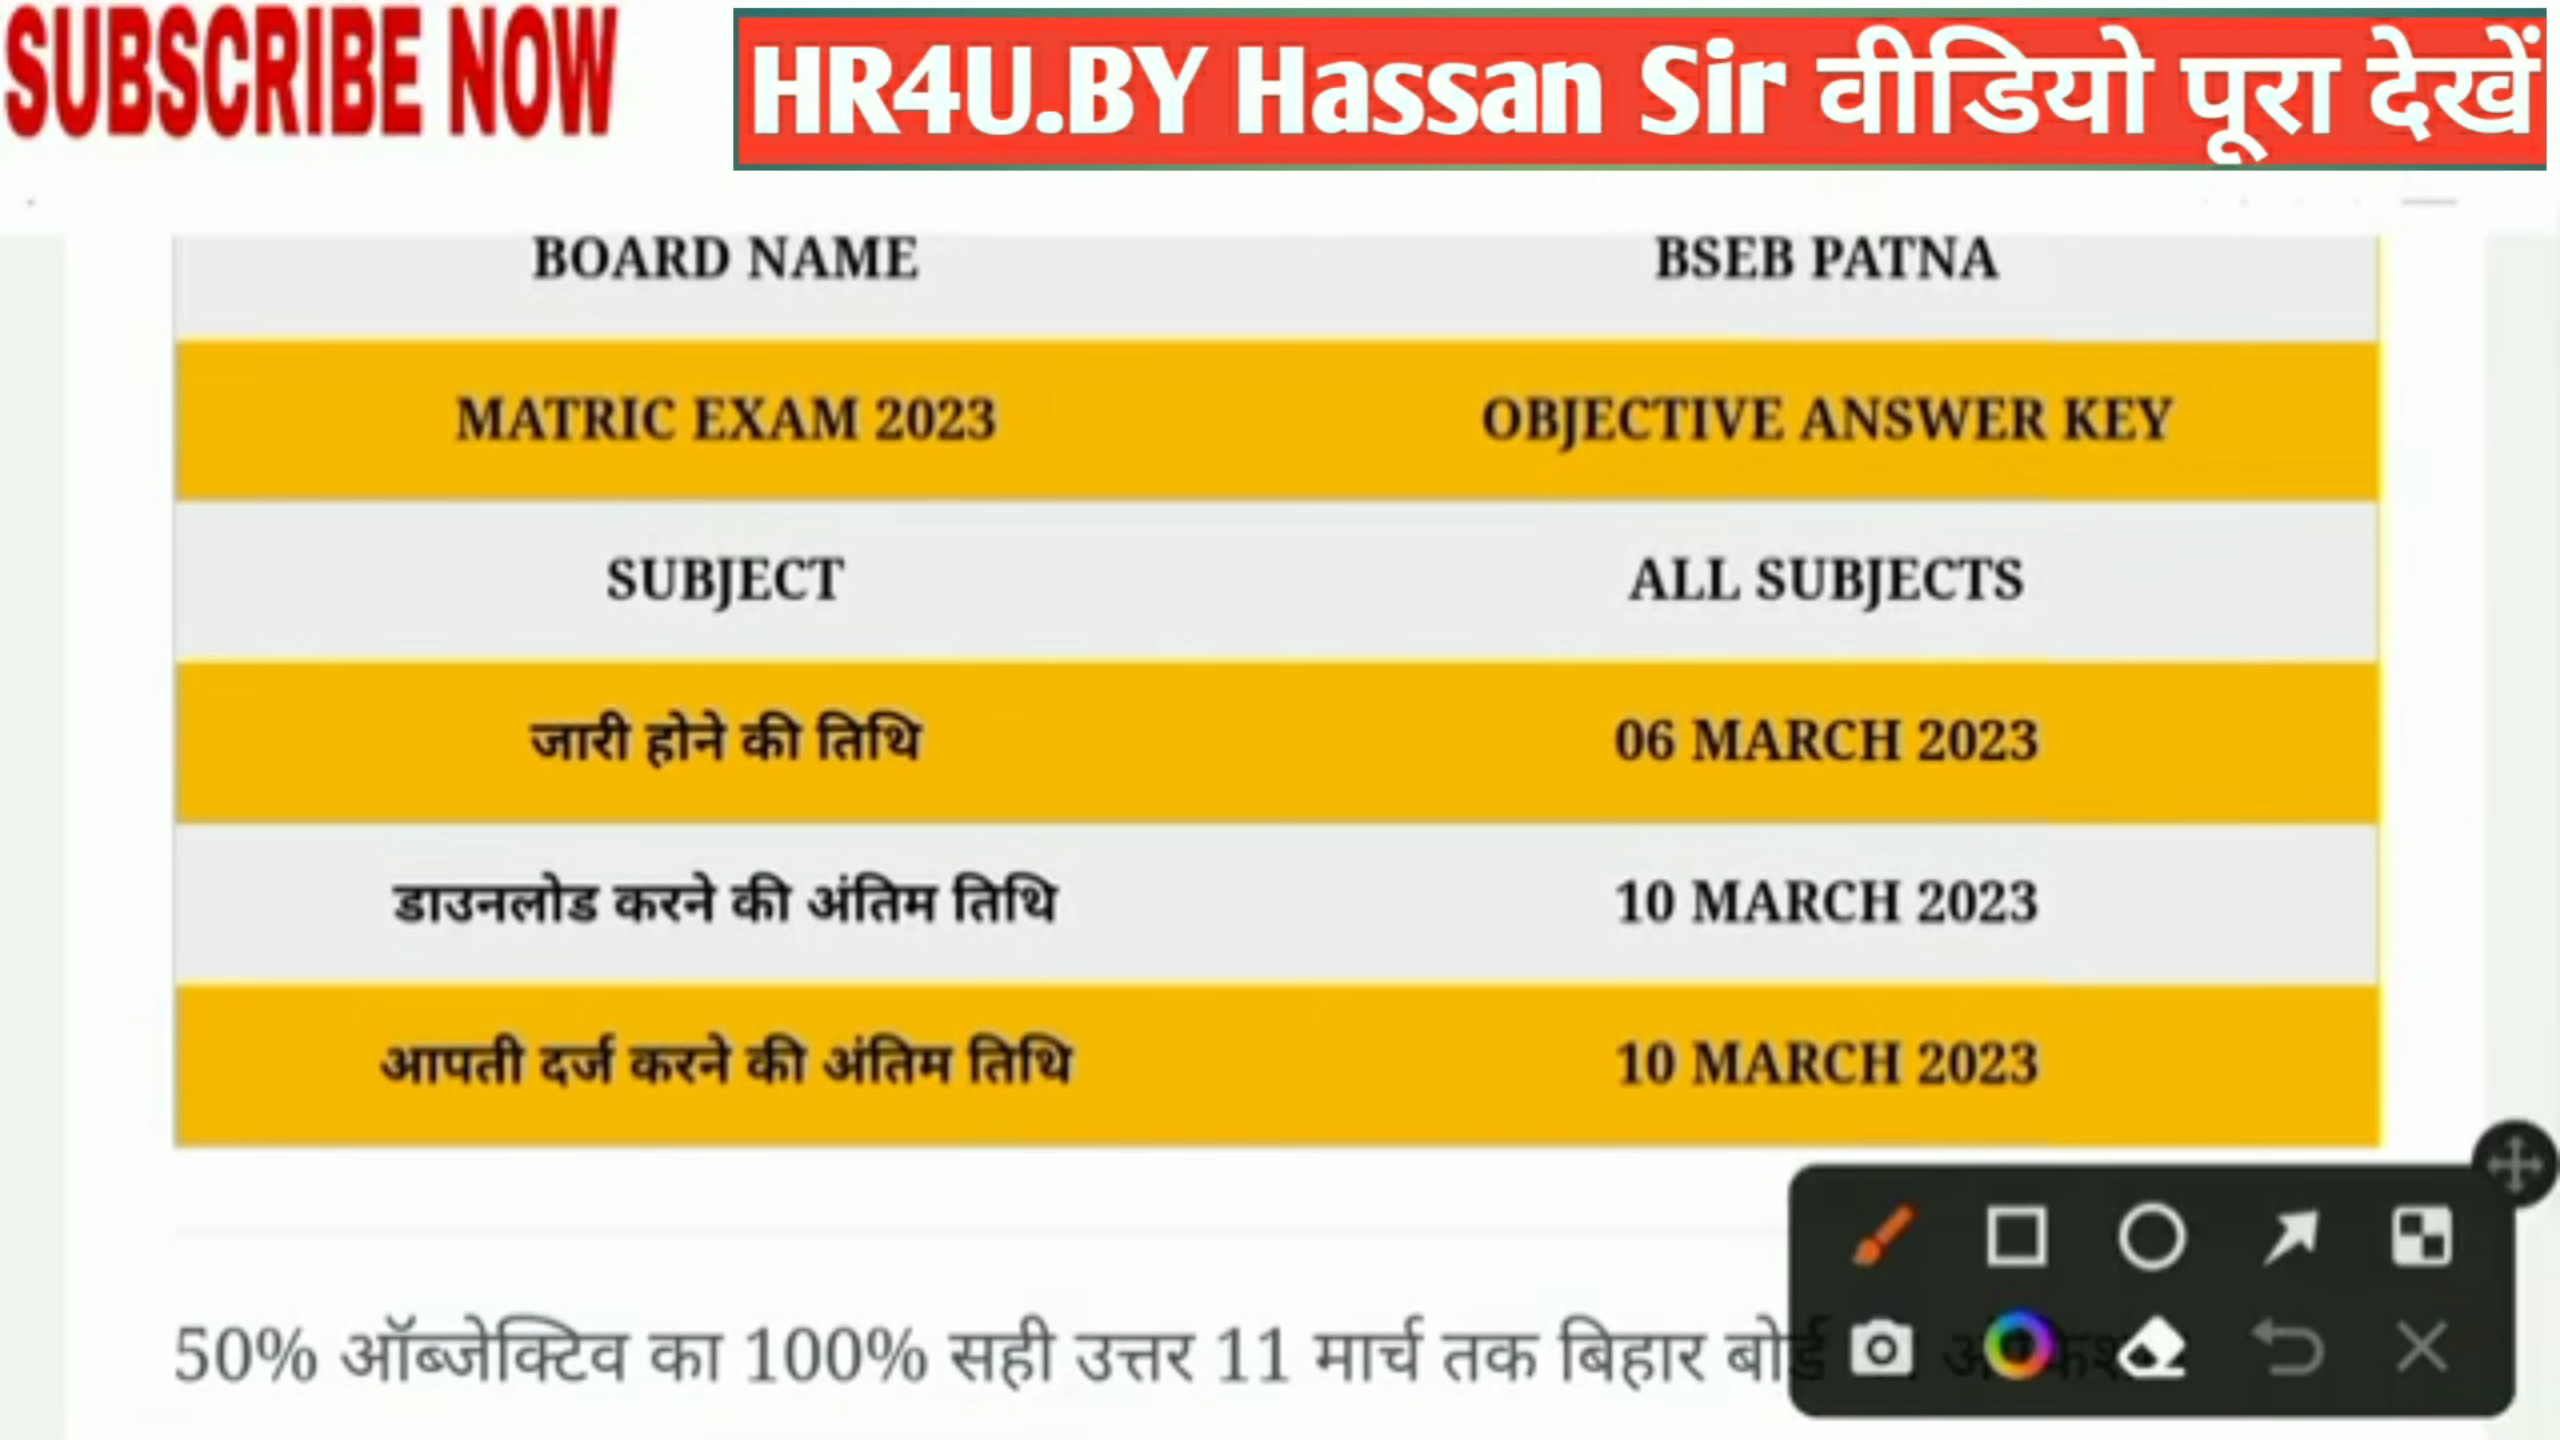 SUBSCRIBE NOW
HR4U.BY Hassan Sir वीडियो पूरा देखें
BOARD NAME BSEB PATNA
MATRIC EXAM 2023 OBJECTIVE ANSWER KEY
SUBJECT ALL SUBJECTS
जारी होने की तिथि 06 MARCH 2023
डाउनलोड करने की अंतिम तिथि 10 MARCH 2023
आपती दर्ज करने की अंतिम तिथि 10 MARCH 2023
50% ऑब्जेक्टिव का 100% सही उत्तर 11 मार्च तक बिहार बोर्ड